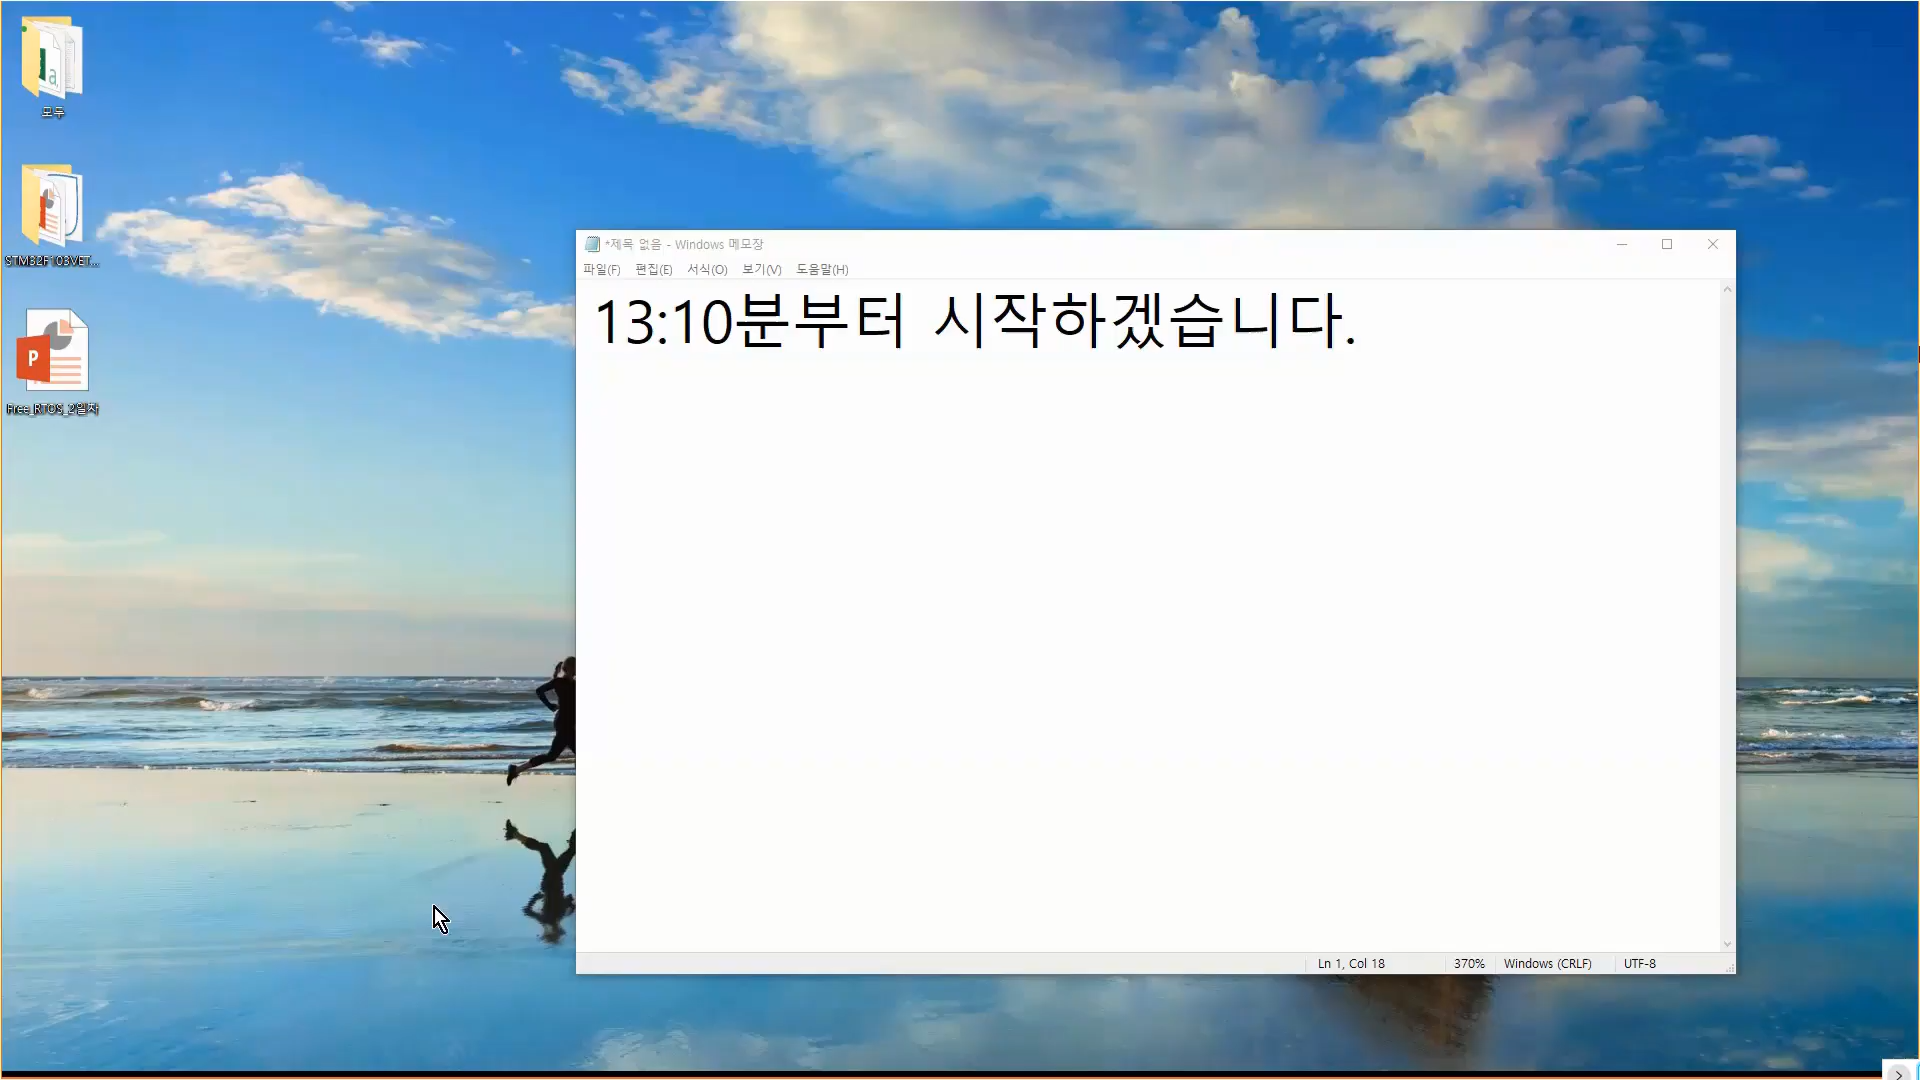 모두
STM32F103VET...
Free_RTOS_2일차
*제목 없음 - Windows 메모장
파일(F) 편집(E) 서식(O) 보기(V) 도움말(H)
13:10분부터 시작하겠습니다.
Ln 1, Col 18 370% Windows (CRLF) UTF-8